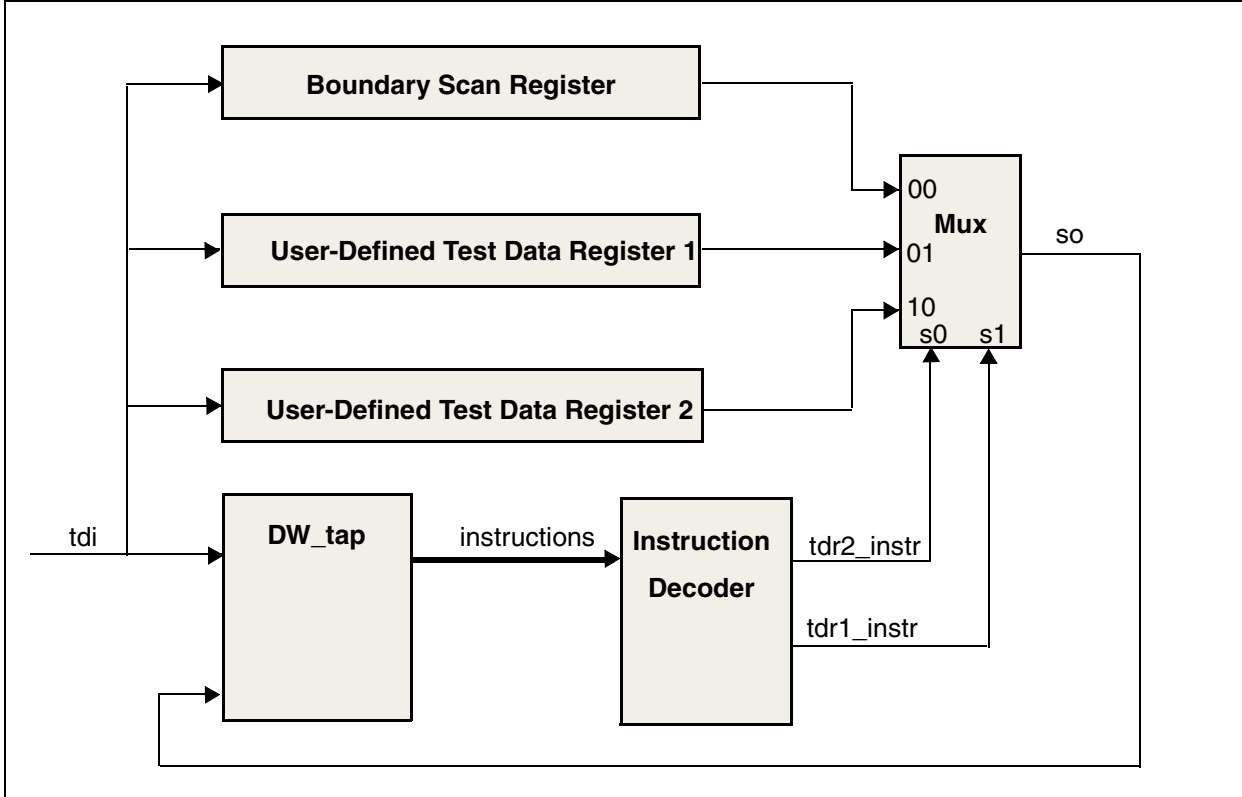 Boundary Scan Register
User-Defined Test Data Register 1
User-Defined Test Data Register 2
00
Mux
01
10
s0 s1
so
tdi
DW_tap
instructions
Instruction
Decoder
tdr2_instr
tdr1_instr